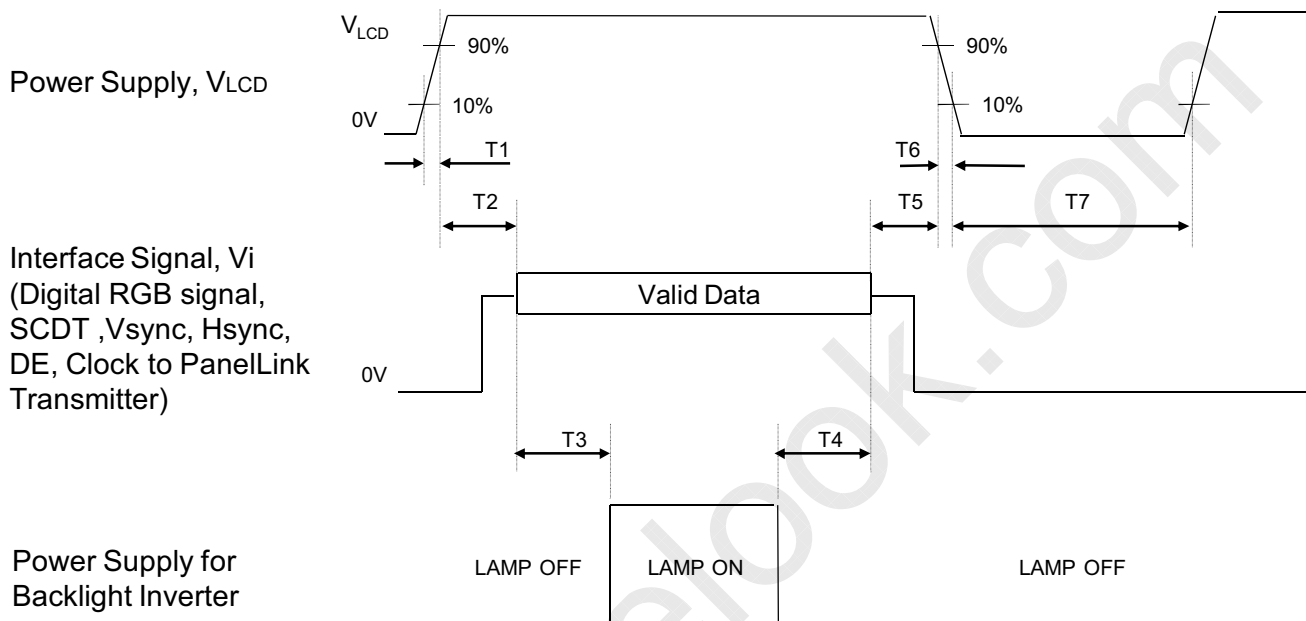 VLCD
90%
90%
Power Supply, VLCD
10%
10%
0V
T1
T6
T2
T5
T7
Interface Signal, Vi
(Digital RGB signal,
SCDT ,Vsync, Hsync,
DE, Clock to PanelLink
Transmitter)
Valid Data
0V
T3
T4
Power Supply for
Backlight Inverter
LAMP OFF
LAMP ON
LAMP OFF
elook.com